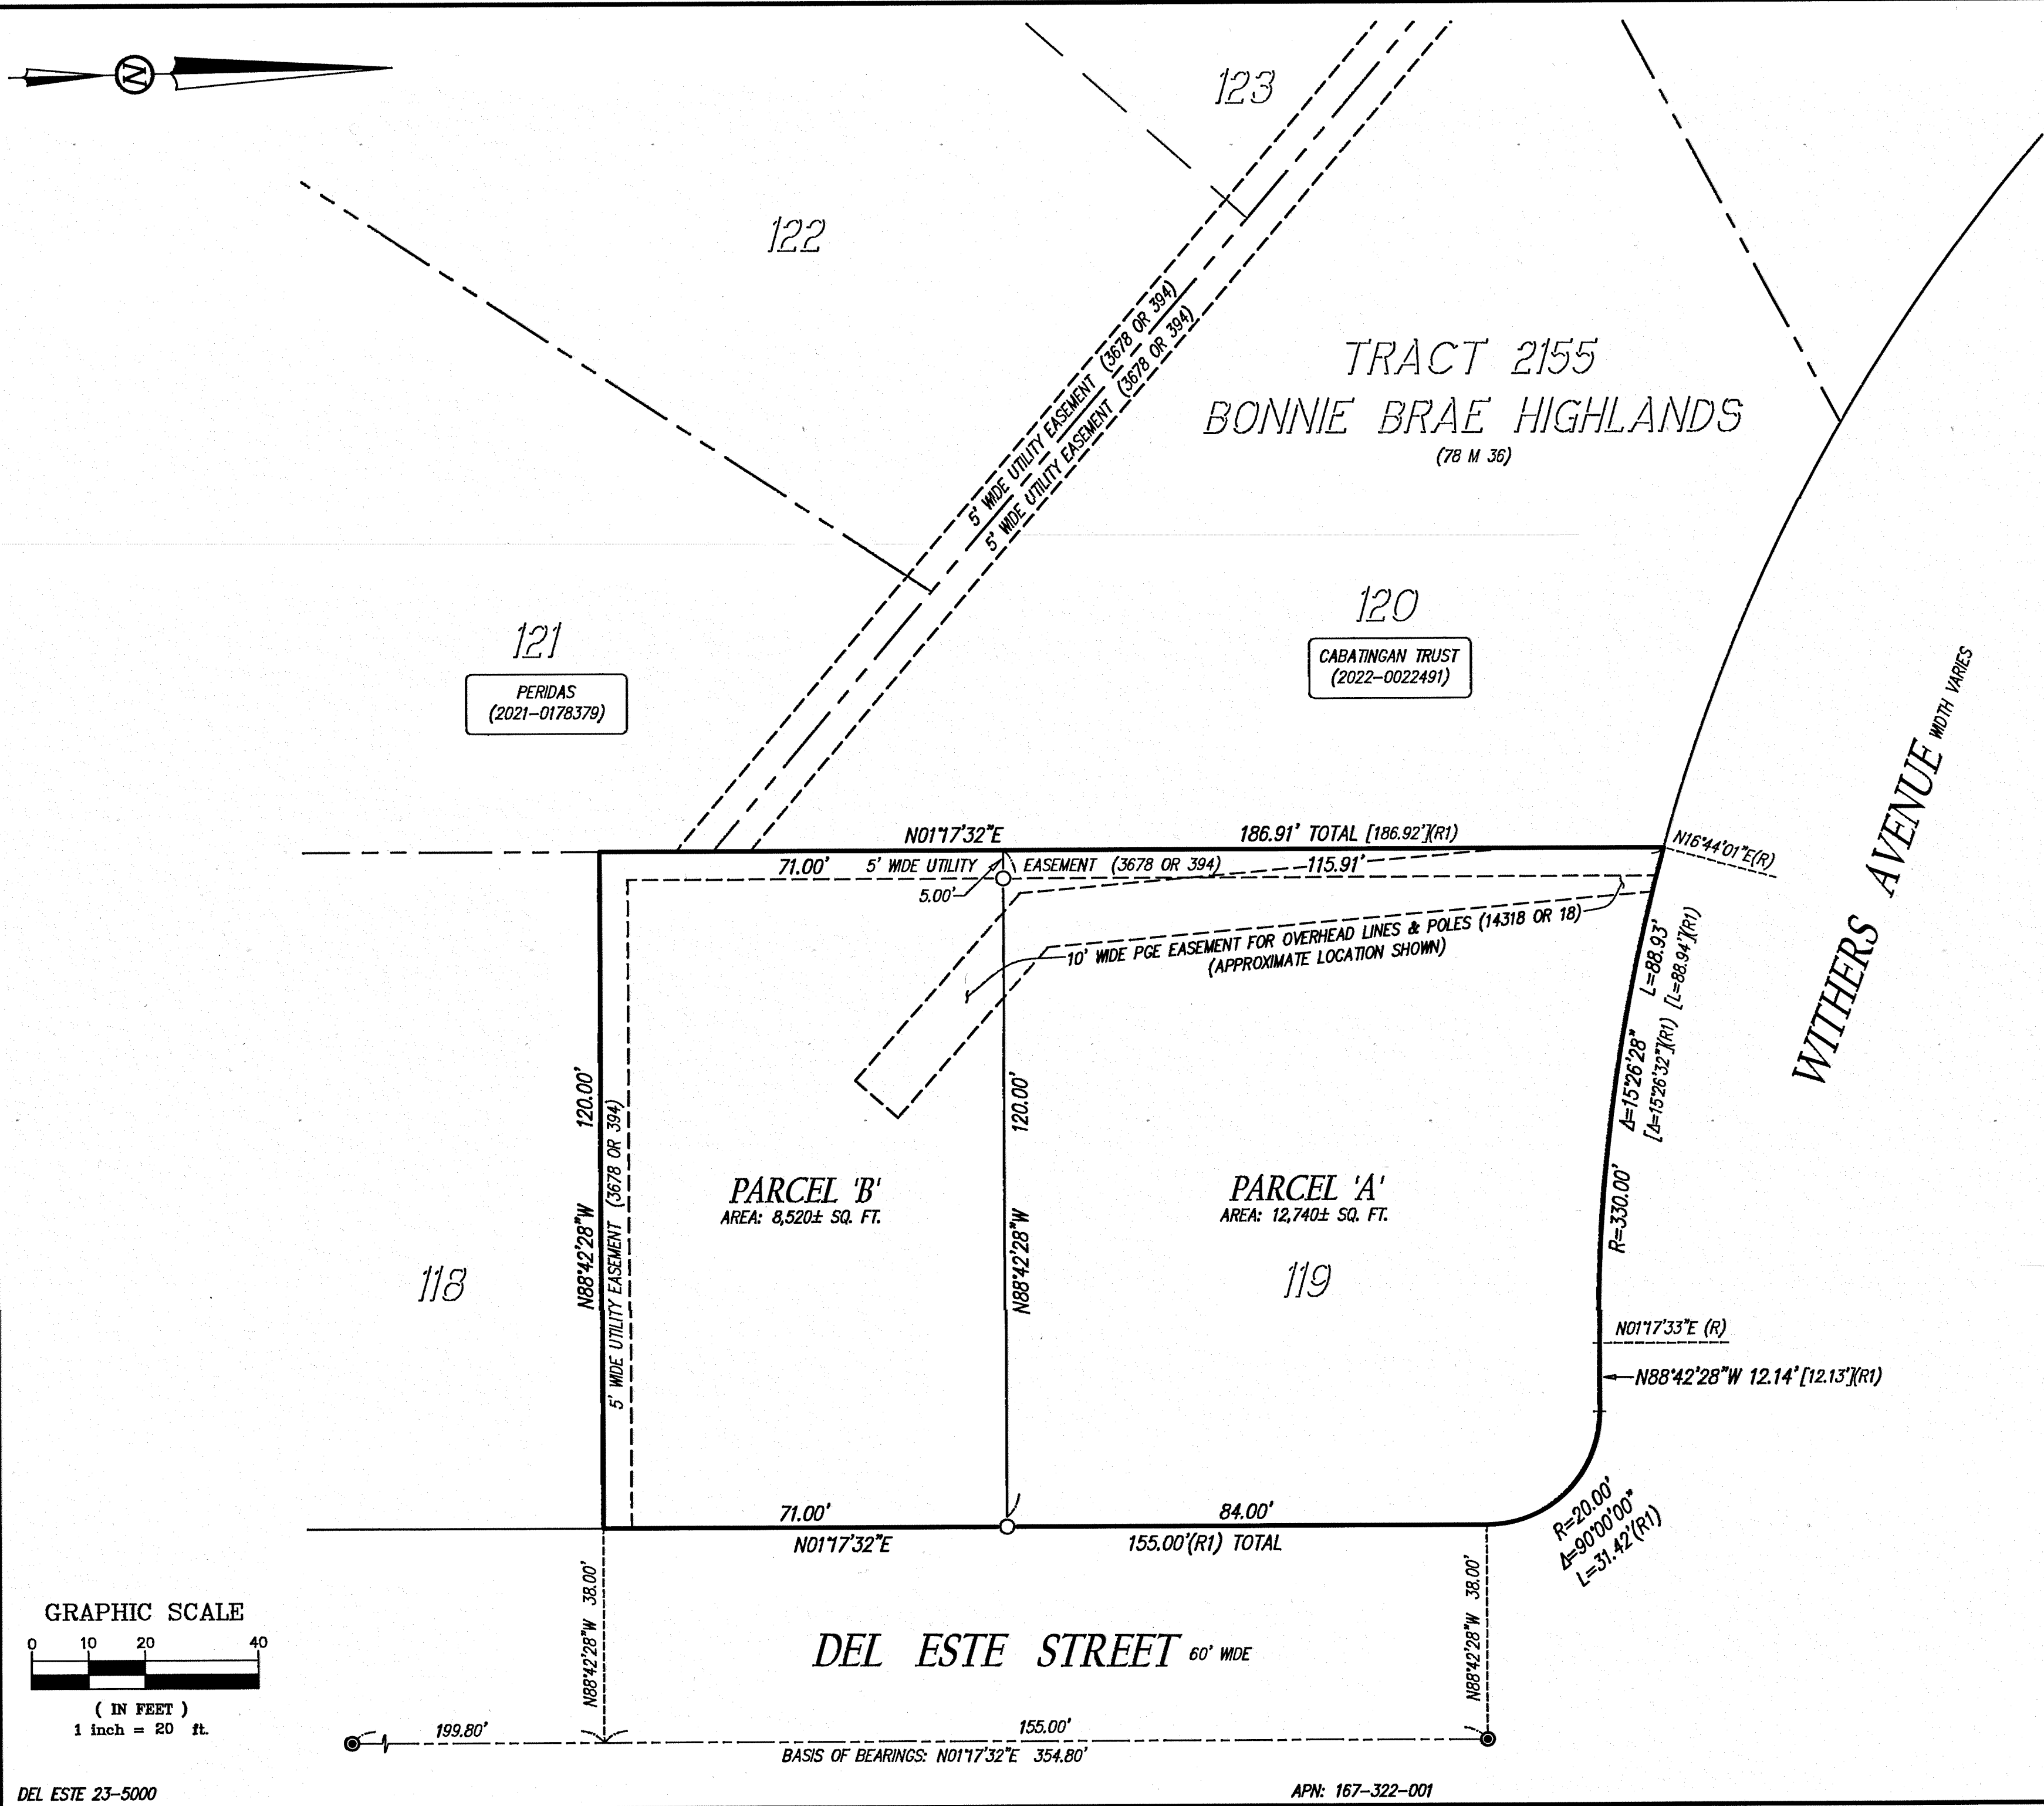 N
123
122
5' WIDE UTILITY EASEMENT (3678 OR 394)
5' WIDE UTILITY EASEMENT (3678 OR 394)
TRACT 2155
BONNIE BRAE HIGHLANDS
(78 M 36)
121
PERIDAS
(2021-0178379)
120
CABATINGAN TRUST
(2022-0022491)
WITHERS AVENUE WIDTH VARIES
N01°17'32"E
186.91' TOTAL [186.92'](R1)
N16°44'01"E(R)
71.00'
5' WIDE UTILITY EASEMENT (3678 OR 394)
115.91'
5.00'
10' WIDE PGE EASEMENT FOR OVERHEAD LINES & POLES (14318 OR 18)
(APPROXIMATE LOCATION SHOWN)
R=330.00' Δ=15°26'28" L=88.93'
[Δ=15°26'32"](R1) [L=88.94'](R1)
N88°42'28"W 120.00'
5' WIDE UTILITY EASEMENT (3678 OR 394)
N88°42'28"W 120.00'
PARCEL 'B'
AREA: 8,520± SQ. FT.
PARCEL 'A'
AREA: 12,740± SQ. FT.
118
119
N01°17'33"E (R)
N88°42'28"W 12.14' [12.13'](R1)
71.00'
84.00'
N01°17'32"E
155.00'(R1) TOTAL
R=20.00'
Δ=90°00'00"
L=31.42'(R1)
N88°42'28"W 38.00'
N88°42'28"W 38.00'
DEL ESTE STREET 60' WIDE
GRAPHIC SCALE
0 10 20 40
( IN FEET )
1 inch = 20 ft.
199.80'
155.00'
BASIS OF BEARINGS: N01°17'32"E 354.80'
DEL ESTE 23-5000
APN: 167-322-001